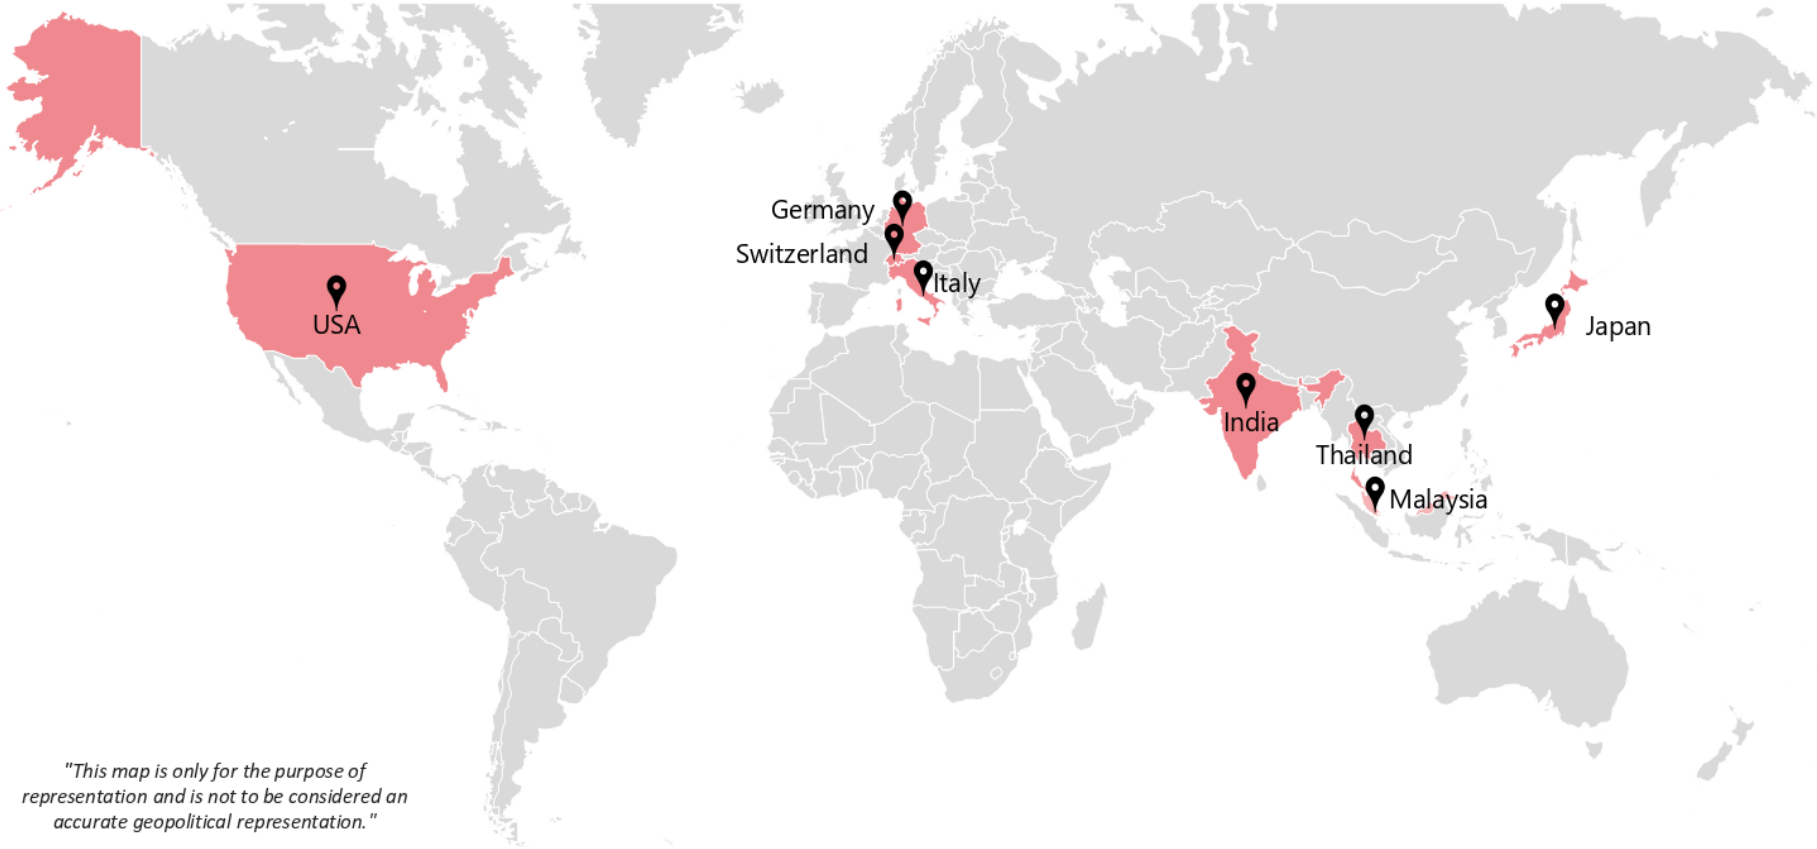 Germany
Switzerland
Italy
USA
Japan
India
Thailand
Malaysia
"This map is only for the purpose of
representation and is not to be considered an
accurate geopolitical representation."